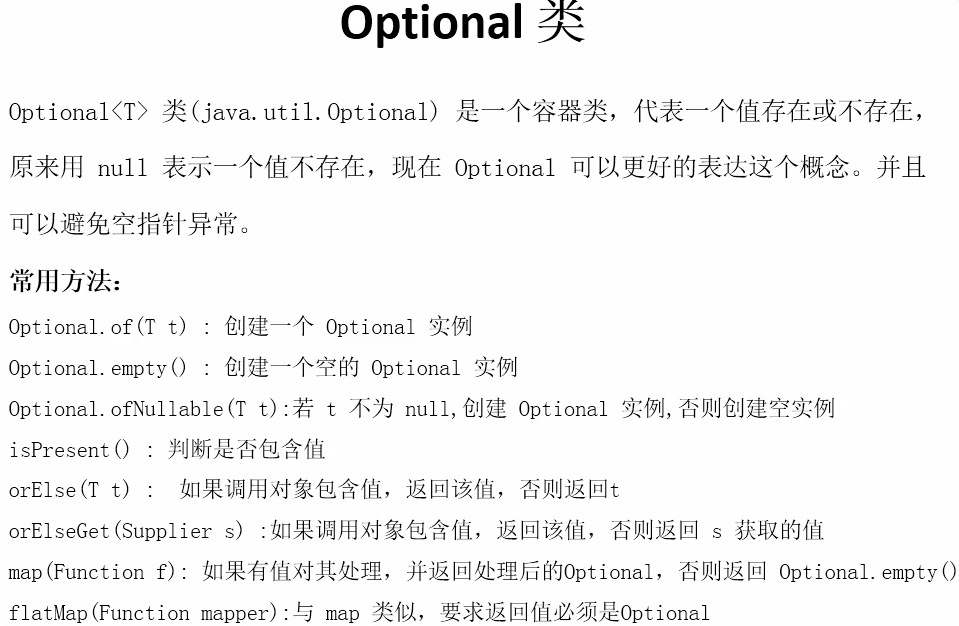 Optional 类
Optional<T> 类(java.util.Optional) 是一个容器类，代表一个值存在或不存在，
原来用 null 表示一个值不存在，现在 Optional 可以更好的表达这个概念。并且
可以避免空指针异常。
常用方法：
Optional.of(T t) : 创建一个 Optional 实例
Optional.empty() : 创建一个空的 Optional 实例
Optional.ofNullable(T t):若 t 不为 null,创建 Optional 实例,否则创建空实例
isPresent() : 判断是否包含值
orElse(T t) :  如果调用对象包含值，返回该值，否则返回t
orElseGet(Supplier s) :如果调用对象包含值，返回该值，否则返回 s 获取的值
map(Function f): 如果有值对其处理，并返回处理后的Optional，否则返回 Optional.empty()
flatMap(Function mapper):与 map 类似，要求返回值必须是Optional